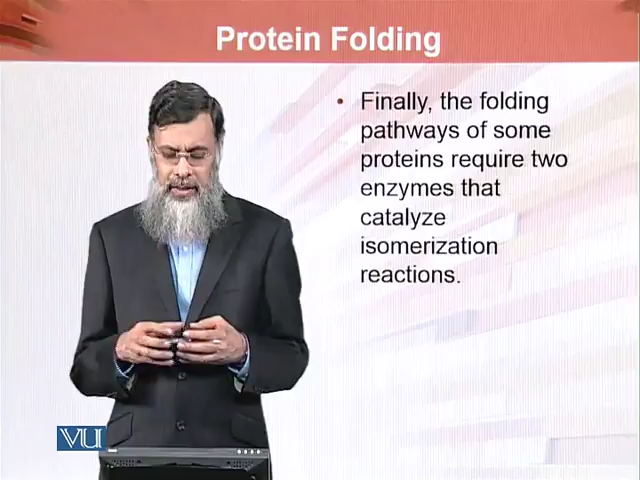 Protein Folding
• Finally, the folding
pathways of some
proteins require two
enzymes that
catalyze
isomerization
reactions.
VU